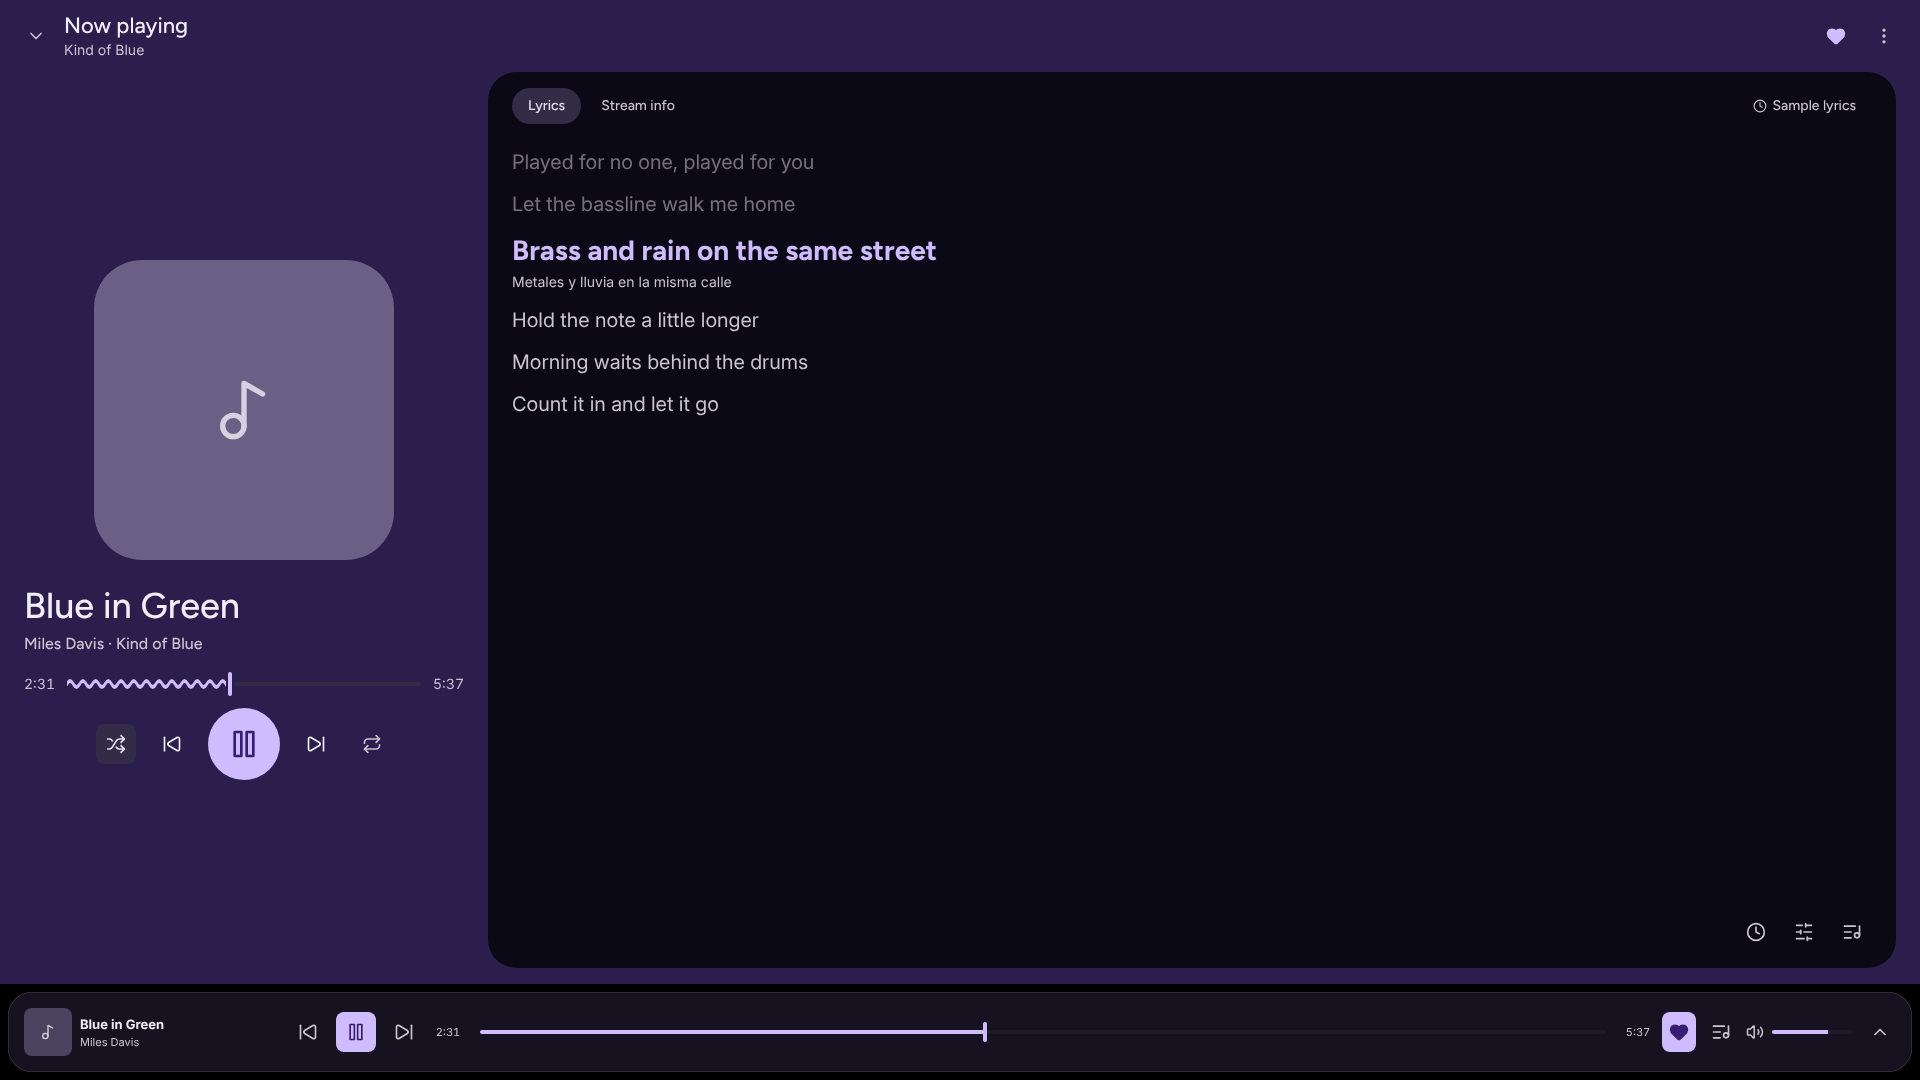 Now playing
Kind of Blue
Lyrics
Stream info
Sample lyrics
Played for no one, played for you
Let the bassline walk me home
Brass and rain on the same street
Metales y lluvia en la misma calle
Hold the note a little longer
Morning waits behind the drums
Count it in and let it go
Blue in Green
Miles Davis · Kind of Blue
2:31
5:37
Blue in Green
Miles Davis
2:31
5:37